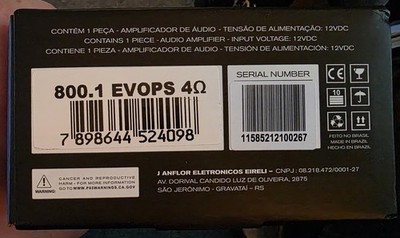 CONTÉM 1 PEÇA - AMPLIFICADOR DE ÁUDIO - TENSÃO DE ALIMENTAÇÃO: 12VDC
CONTAINS 1 PIECE - AUDIO AMPLIFIER - INPUT VOLTAGE: 12VDC
CONTIENE 1 PIEZA - AMPLIFICADOR DE AUDIO - TENSIÓN DE ALIMENTACIÓN: 12VDC
800.1 EVOPS 4Ω
7 898644 524098
SERIAL NUMBER
11585212100267
CE
10
FEITO NO BRASIL
MADE IN BRAZIL
HECHO EN BRASIL
CANCER AND REPRODUCTIVE
HARM - FOR MORE INFORMATION
GO TO WWW.P65WARNINGS.CA.GOV
J ANFLOR ELETRONICOS EIRELI - CNPJ: 08.218.472/0001-27
AV. DORIVAL CANDIDO LUZ DE OLIVEIRA, 2875
SÃO JERÔNIMO - GRAVATAÍ - RS